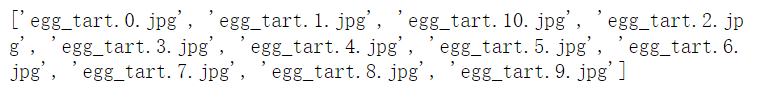 ['egg_tart.0.jpg', 'egg_tart.1.jpg', 'egg_tart.10.jpg', 'egg_tart.2.jp
g', 'egg_tart.3.jpg', 'egg_tart.4.jpg', 'egg_tart.5.jpg', 'egg_tart.6.
jpg', 'egg_tart.7.jpg', 'egg_tart.8.jpg', 'egg_tart.9.jpg']